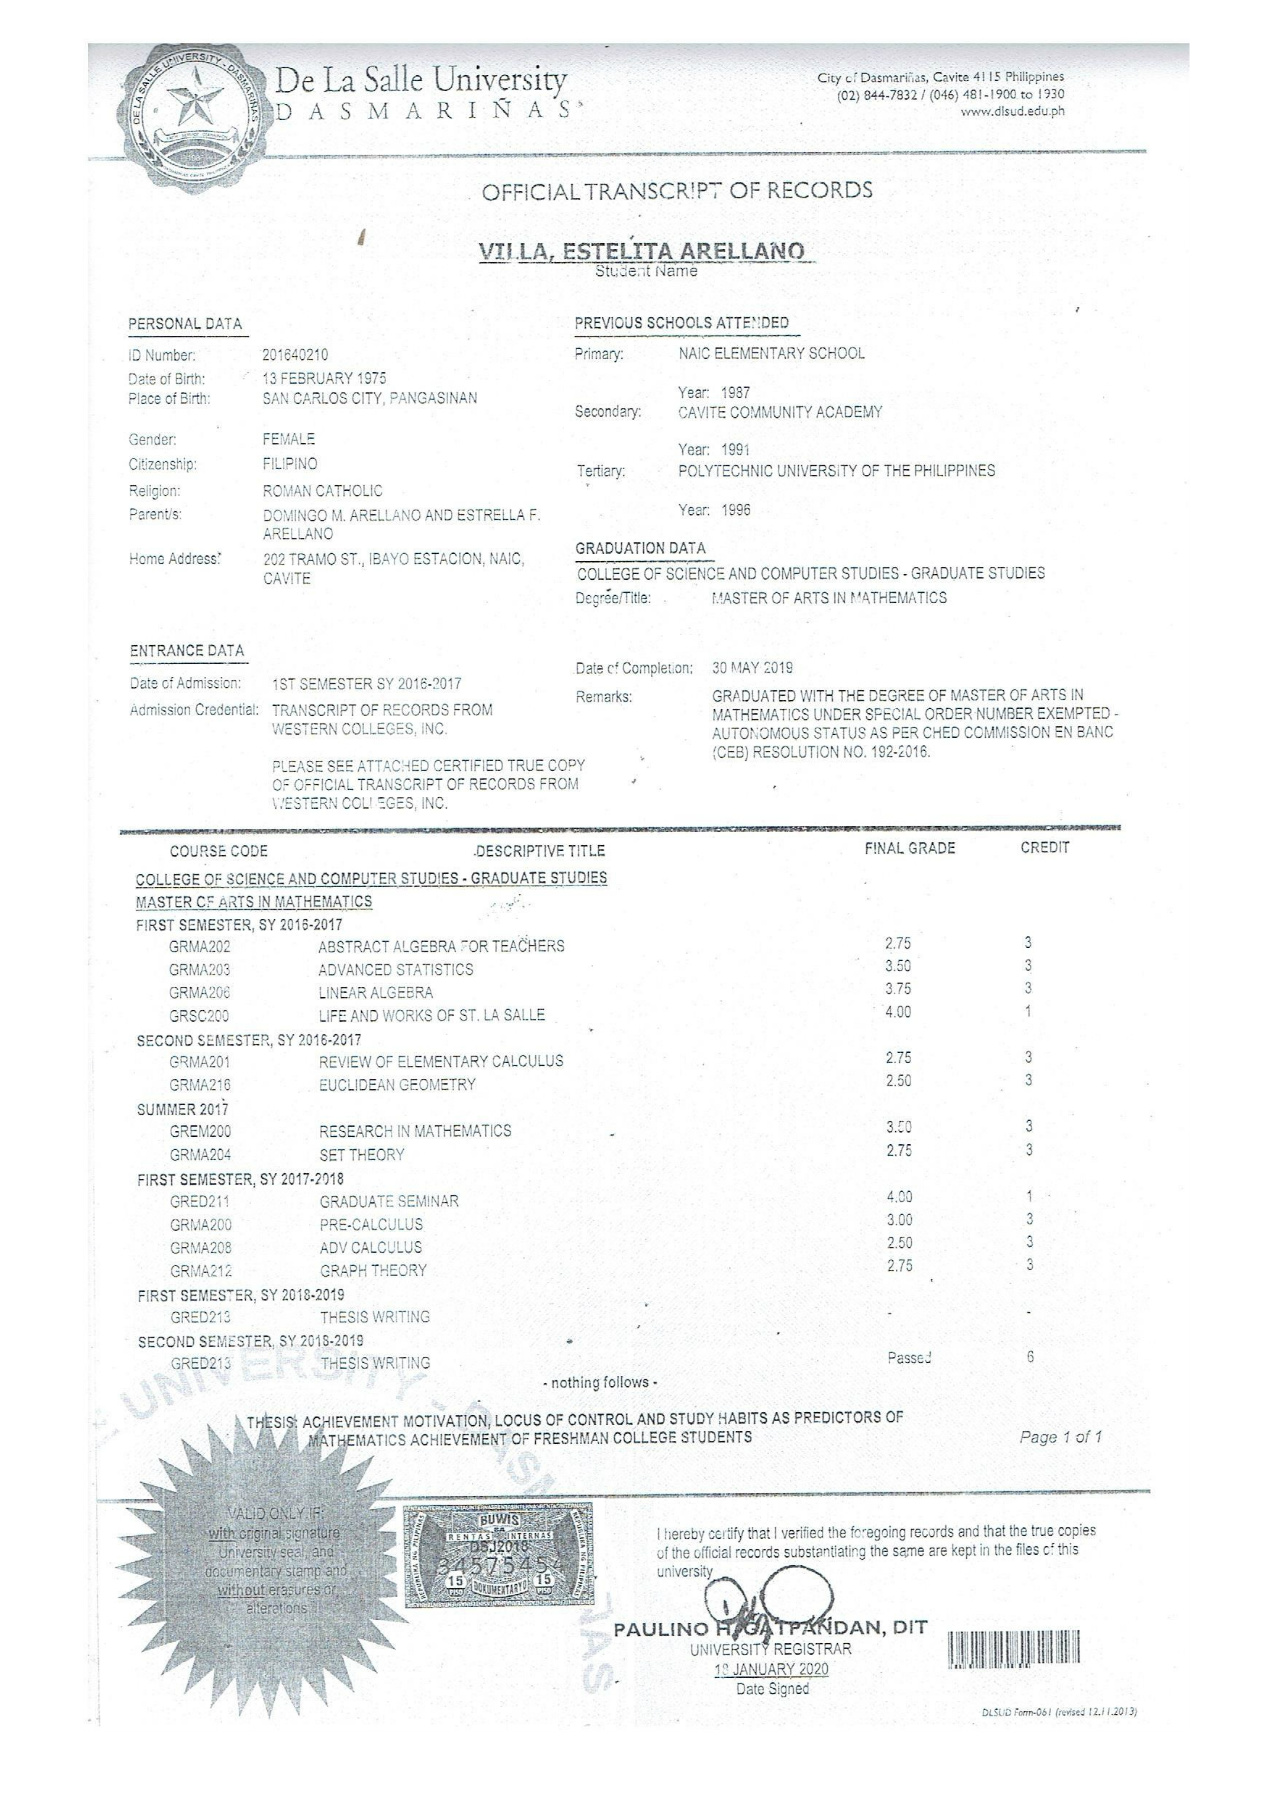 De La Salle University
DASMARIÑAS
City of Dasmariñas, Cavite 4115 Philippines
(02) 844-7832 / (046) 481-1900 to 1930
www.dlsud.edu.ph
DE LA SALLE UNIVERSITY - DASMARIÑAS
OFFICIAL TRANSCRIPT OF RECORDS
VILLA, ESTELITA ARELLANO
Student Name
PERSONAL DATA
ID Number: 201640210
Date of Birth: 13 FEBRUARY 1975
Place of Birth: SAN CARLOS CITY, PANGASINAN
Gender: FEMALE
Citizenship: FILIPINO
Religion: ROMAN CATHOLIC
Parent/s: DOMINGO M. ARELLANO AND ESTRELLA F.
ARELLANO
Home Address: 202 TRAMO ST., IBAYO ESTACION, NAIC,
CAVITE
PREVIOUS SCHOOLS ATTENDED
Primary: NAIC ELEMENTARY SCHOOL
Year: 1987
Secondary: CAVITE COMMUNITY ACADEMY
Year: 1991
Tertiary: POLYTECHNIC UNIVERSITY OF THE PHILIPPINES
Year: 1996
GRADUATION DATA
COLLEGE OF SCIENCE AND COMPUTER STUDIES - GRADUATE STUDIES
Degree/Title: MASTER OF ARTS IN MATHEMATICS
Date of Completion: 30 MAY 2019
Remarks: GRADUATED WITH THE DEGREE OF MASTER OF ARTS IN
MATHEMATICS UNDER SPECIAL ORDER NUMBER EXEMPTED -
AUTONOMOUS STATUS AS PER CHED COMMISSION EN BANC
(CEB) RESOLUTION NO. 192-2016.
ENTRANCE DATA
Date of Admission: 1ST SEMESTER SY 2016-2017
Admission Credential: TRANSCRIPT OF RECORDS FROM
WESTERN COLLEGES, INC.
PLEASE SEE ATTACHED CERTIFIED TRUE COPY
OF OFFICIAL TRANSCRIPT OF RECORDS FROM
WESTERN COLLEGES, INC.
COURSE CODE DESCRIPTIVE TITLE FINAL GRADE CREDIT
COLLEGE OF SCIENCE AND COMPUTER STUDIES - GRADUATE STUDIES
MASTER OF ARTS IN MATHEMATICS
FIRST SEMESTER, SY 2016-2017
GRMA202 ABSTRACT ALGEBRA FOR TEACHERS 2.75 3
GRMA203 ADVANCED STATISTICS 3.50 3
GRMA206 LINEAR ALGEBRA 3.75 3
GRSC200 LIFE AND WORKS OF ST. LA SALLE 4.00 1
SECOND SEMESTER, SY 2016-2017
GRMA201 REVIEW OF ELEMENTARY CALCULUS 2.75 3
GRMA216 EUCLIDEAN GEOMETRY 2.50 3
SUMMER 2017
GREM200 RESEARCH IN MATHEMATICS 3.50 3
GRMA204 SET THEORY 2.75 3
FIRST SEMESTER, SY 2017-2018
GRED211 GRADUATE SEMINAR 4.00 1
GRMA200 PRE-CALCULUS 3.00 3
GRMA208 ADV CALCULUS 2.50 3
GRMA212 GRAPH THEORY 2.75 3
FIRST SEMESTER, SY 2018-2019
GRED213 THESIS WRITING - -
SECOND SEMESTER, SY 2018-2019
GRED213 THESIS WRITING Passed 6
- nothing follows -
THESIS: ACHIEVEMENT MOTIVATION, LOCUS OF CONTROL AND STUDY HABITS AS PREDICTORS OF
MATHEMATICS ACHIEVEMENT OF FRESHMAN COLLEGE STUDENTS
Page 1 of 1
VALID ONLY IF:
with original signature
University seal, and
documentary stamp and
without erasures or
alterations
BUWIS
SA
RENTAS INTERNAS
DSJ2018
34575454
15 PISO DOKUMENTARYO 15 PISO
REPUBLIKA NG PILIPINAS
I hereby certify that I verified the foregoing records and that the true copies
of the official records substantiating the same are kept in the files of this
university
PAULINO H. GATPANDAN, DIT
UNIVERSITY REGISTRAR
JANUARY 2020
Date Signed
DLSUD Form-061 (revised 12.11.2013)